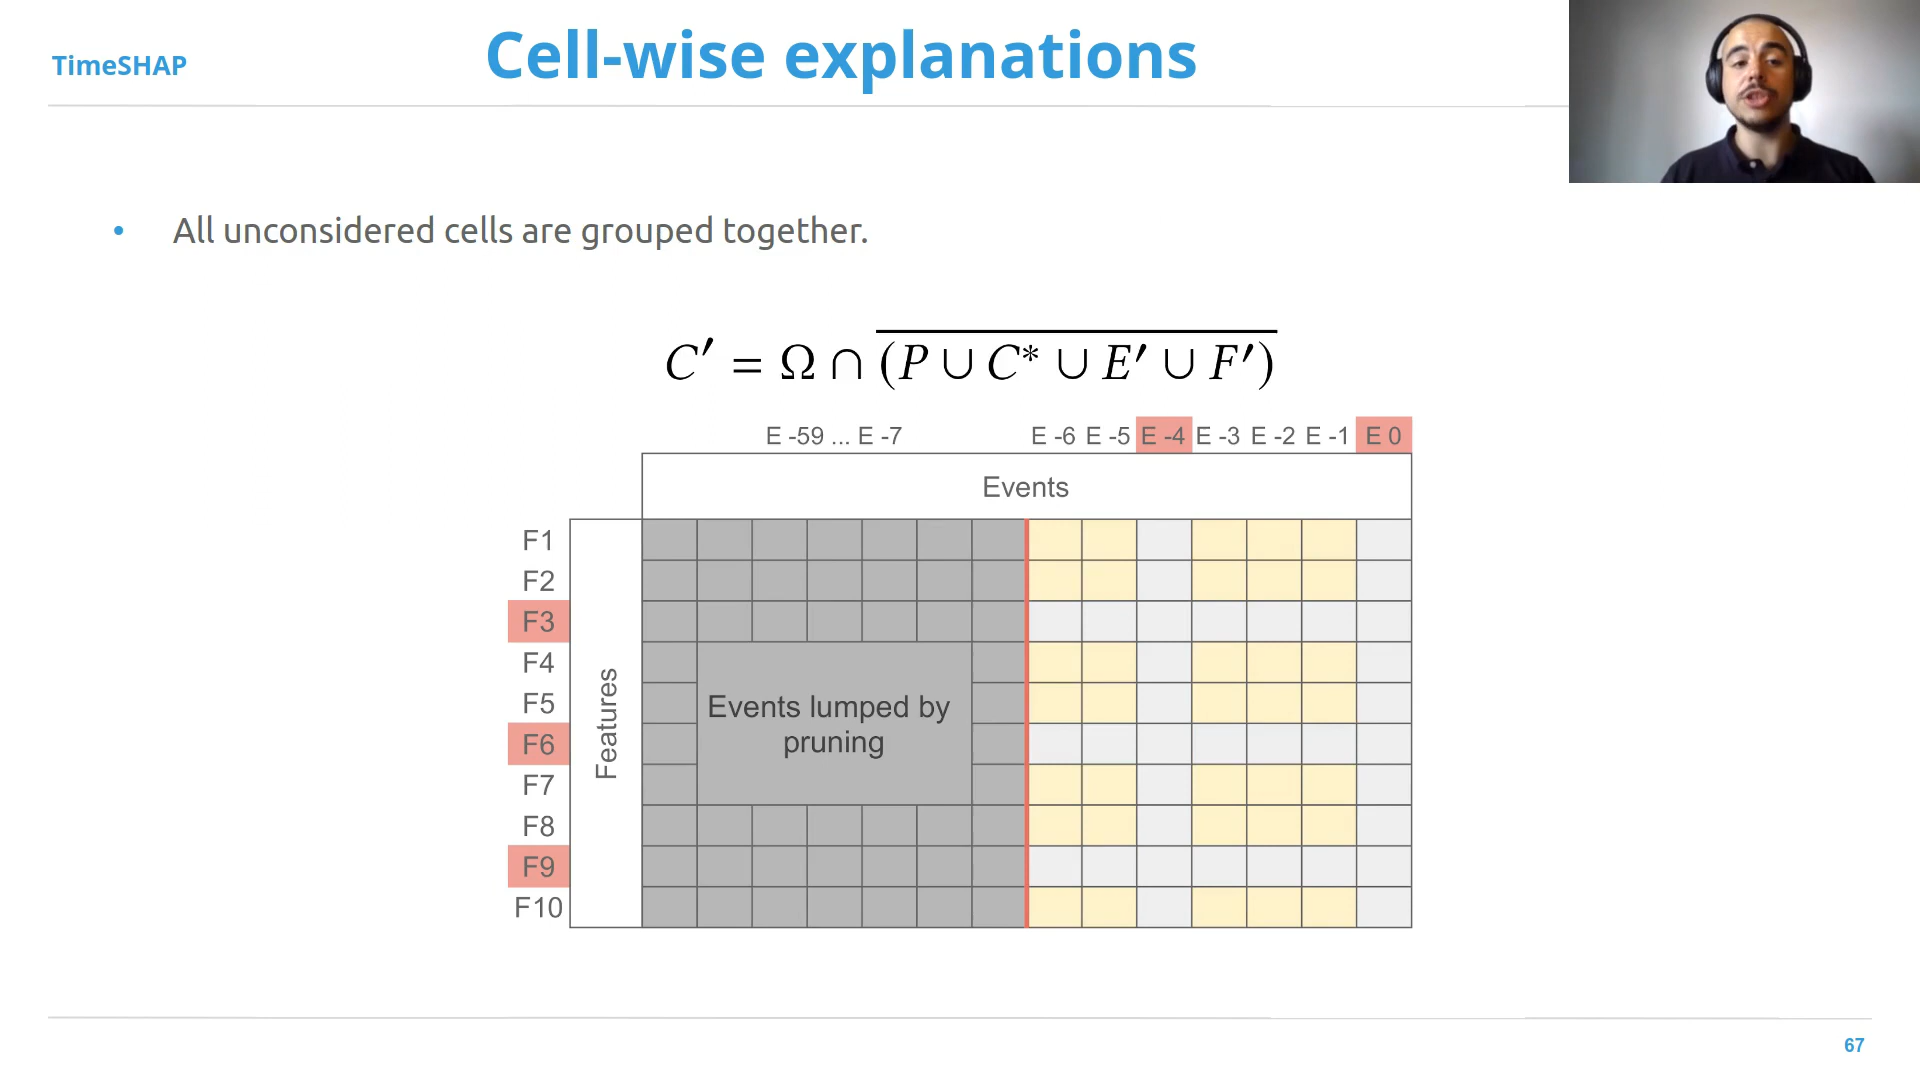 TimeSHAP
Cell-wise explanations
• All unconsidered cells are grouped together.
C′ = Ω ∩ \overline{(P ∪ C* ∪ E′ ∪ F′)}
E -59 ... E -7 E -6 E -5 E -4 E -3 E -2 E -1 E 0
Events
F1
F2
F3
F4
F5
F6
F7
F8
F9
F10
Features
Events lumped by
pruning
67